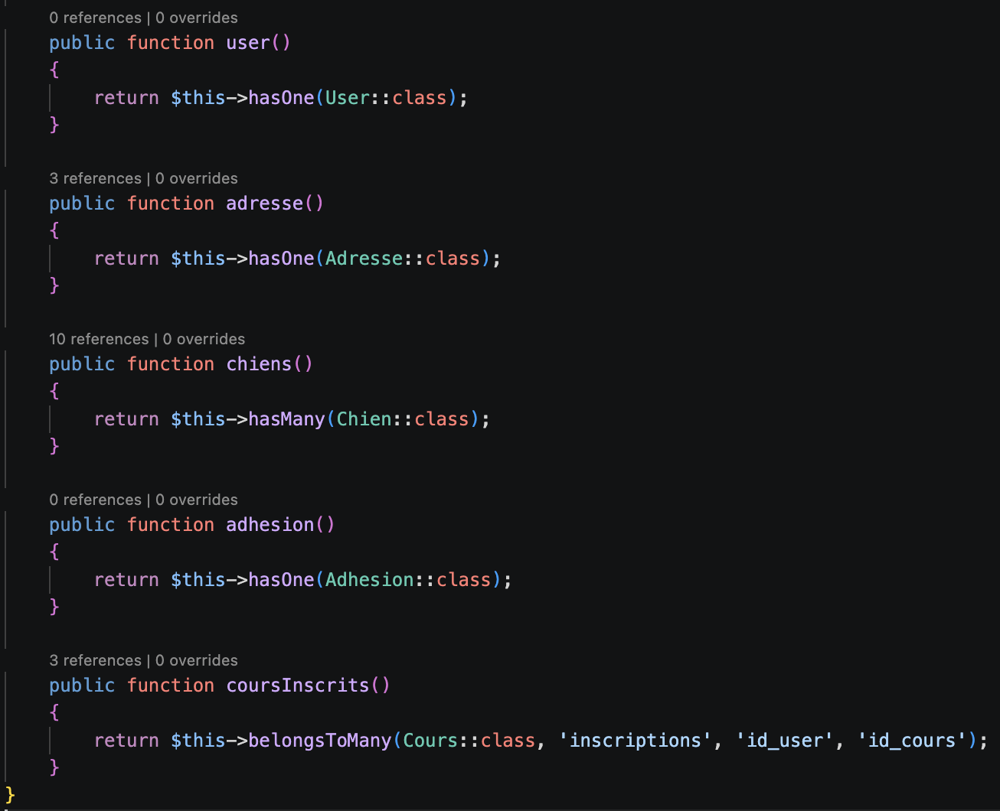 0 references | 0 overrides
public function user()
{
return $this->hasOne(User::class);
}
3 references | 0 overrides
public function adresse()
{
return $this->hasOne(Adresse::class);
}
10 references | 0 overrides
public function chiens()
{
return $this->hasMany(Chien::class);
}
0 references | 0 overrides
public function adhesion()
{
return $this->hasOne(Adhesion::class);
}
3 references | 0 overrides
public function coursInscrits()
{
return $this->belongsToMany(Cours::class, 'inscriptions', 'id_user', 'id_cours');
}
}